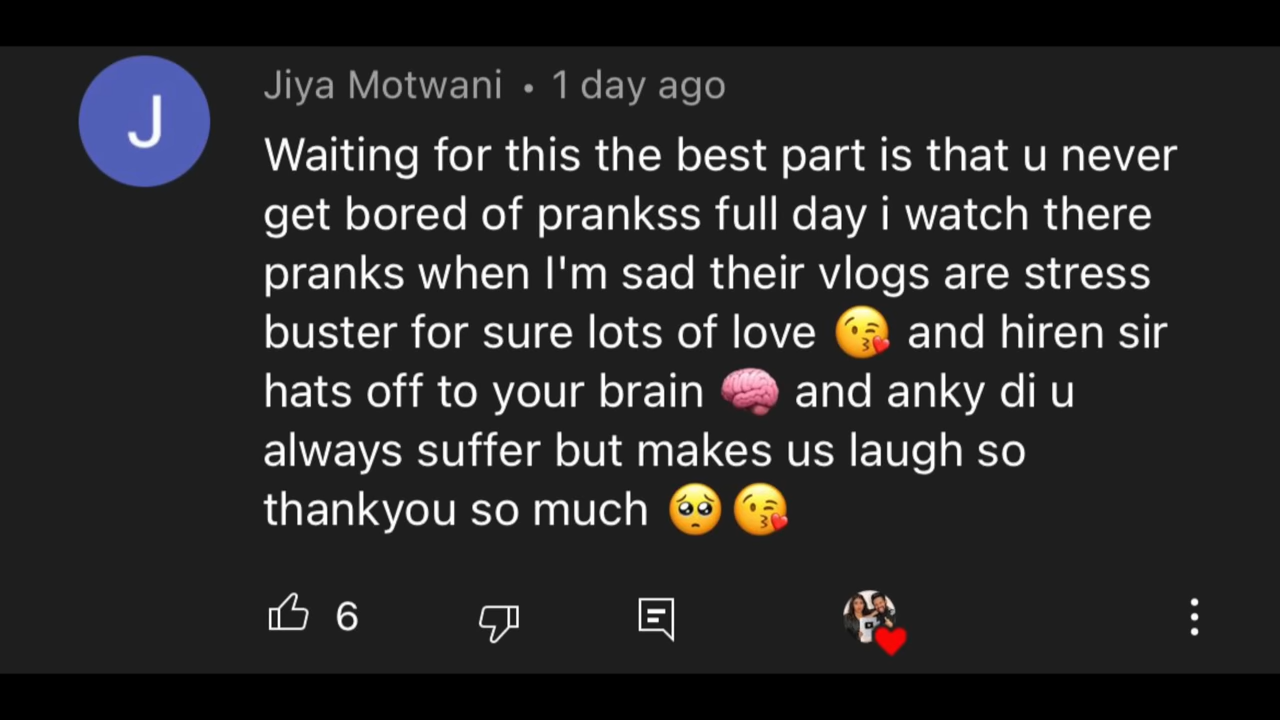 J
Jiya Motwani • 1 day ago
Waiting for this the best part is that u never
get bored of prankss full day i watch there
pranks when I'm sad their vlogs are stress
buster for sure lots of love 😘 and hiren sir
hats off to your brain 🧠 and anky di u
always suffer but makes us laugh so
thankyou so much 🥺😘
6